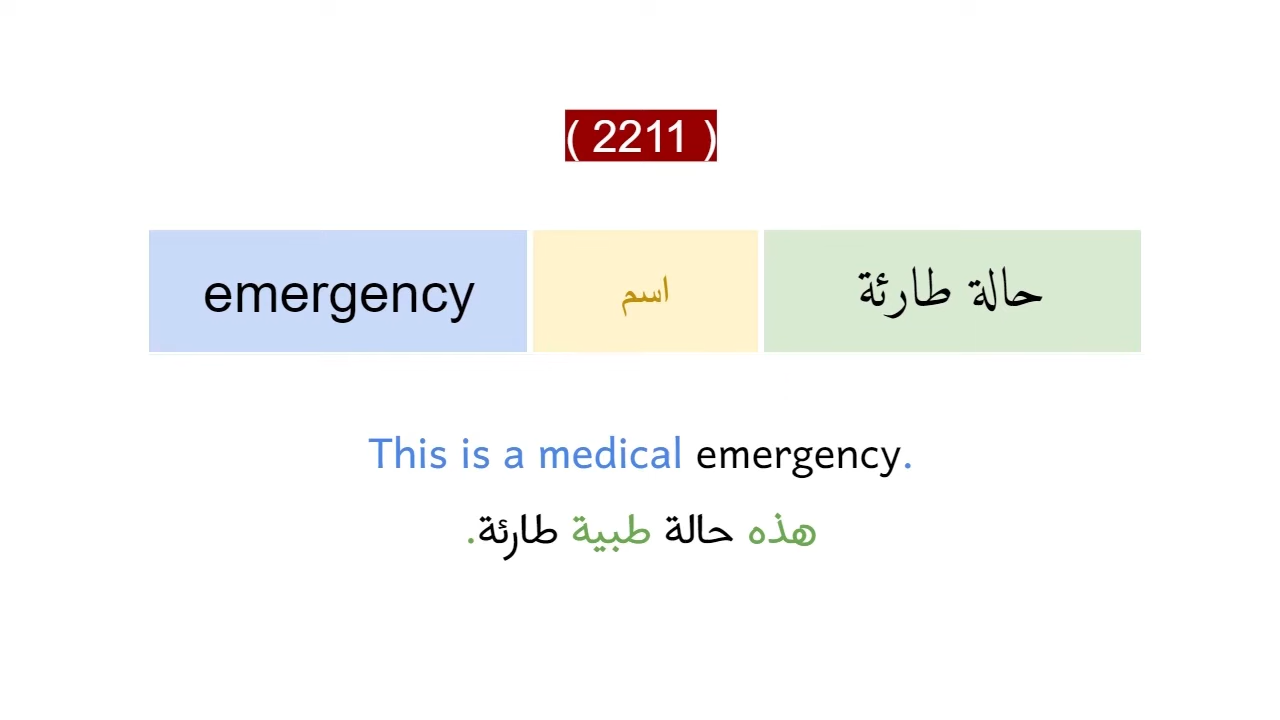 ( 2211 )
emergency اسم حالة طارئة
This is a medical emergency.
هذه حالة طبية طارئة.